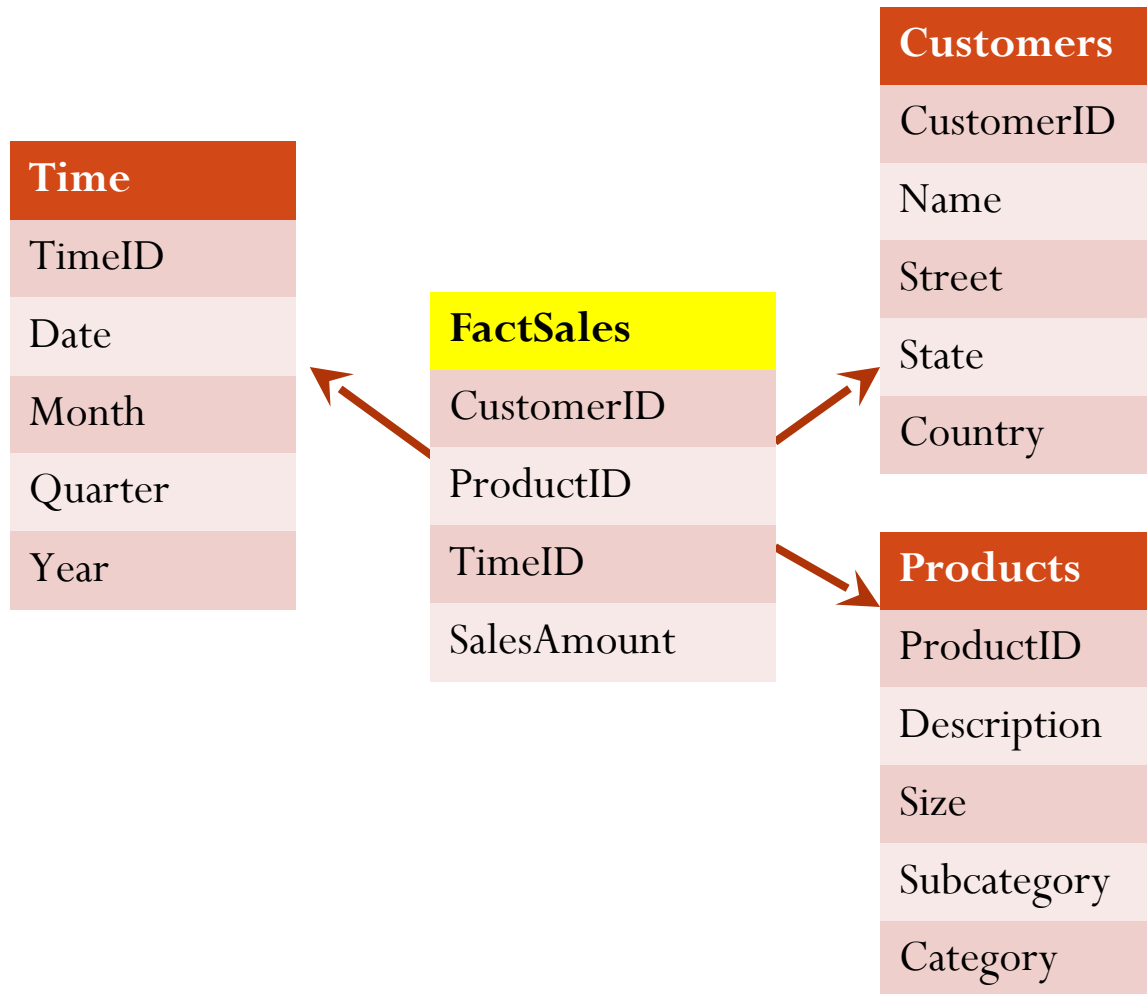 Time
TimeID
Date
Month
Quarter
Year
FactSales
CustomerID
ProductID
TimeID
SalesAmount
Customers
CustomerID
Name
Street
State
Country
Products
ProductID
Description
Size
Subcategory
Category